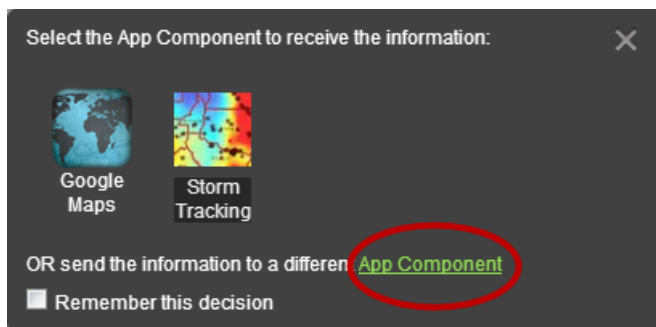 Select the App Component to receive the information:
Google
Maps
Storm
Tracking
OR send the information to a different App Component
Remember this decision